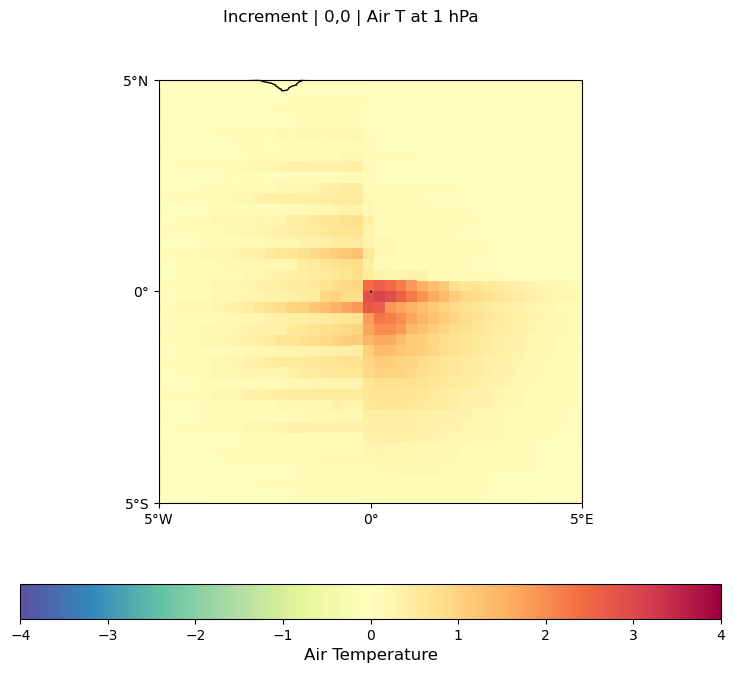 Increment | 0,0 | Air T at 1 hPa
5°N
0°
5°S
5°W 0° 5°E
−4 −3 −2 −1 0 1 2 3 4
Air Temperature